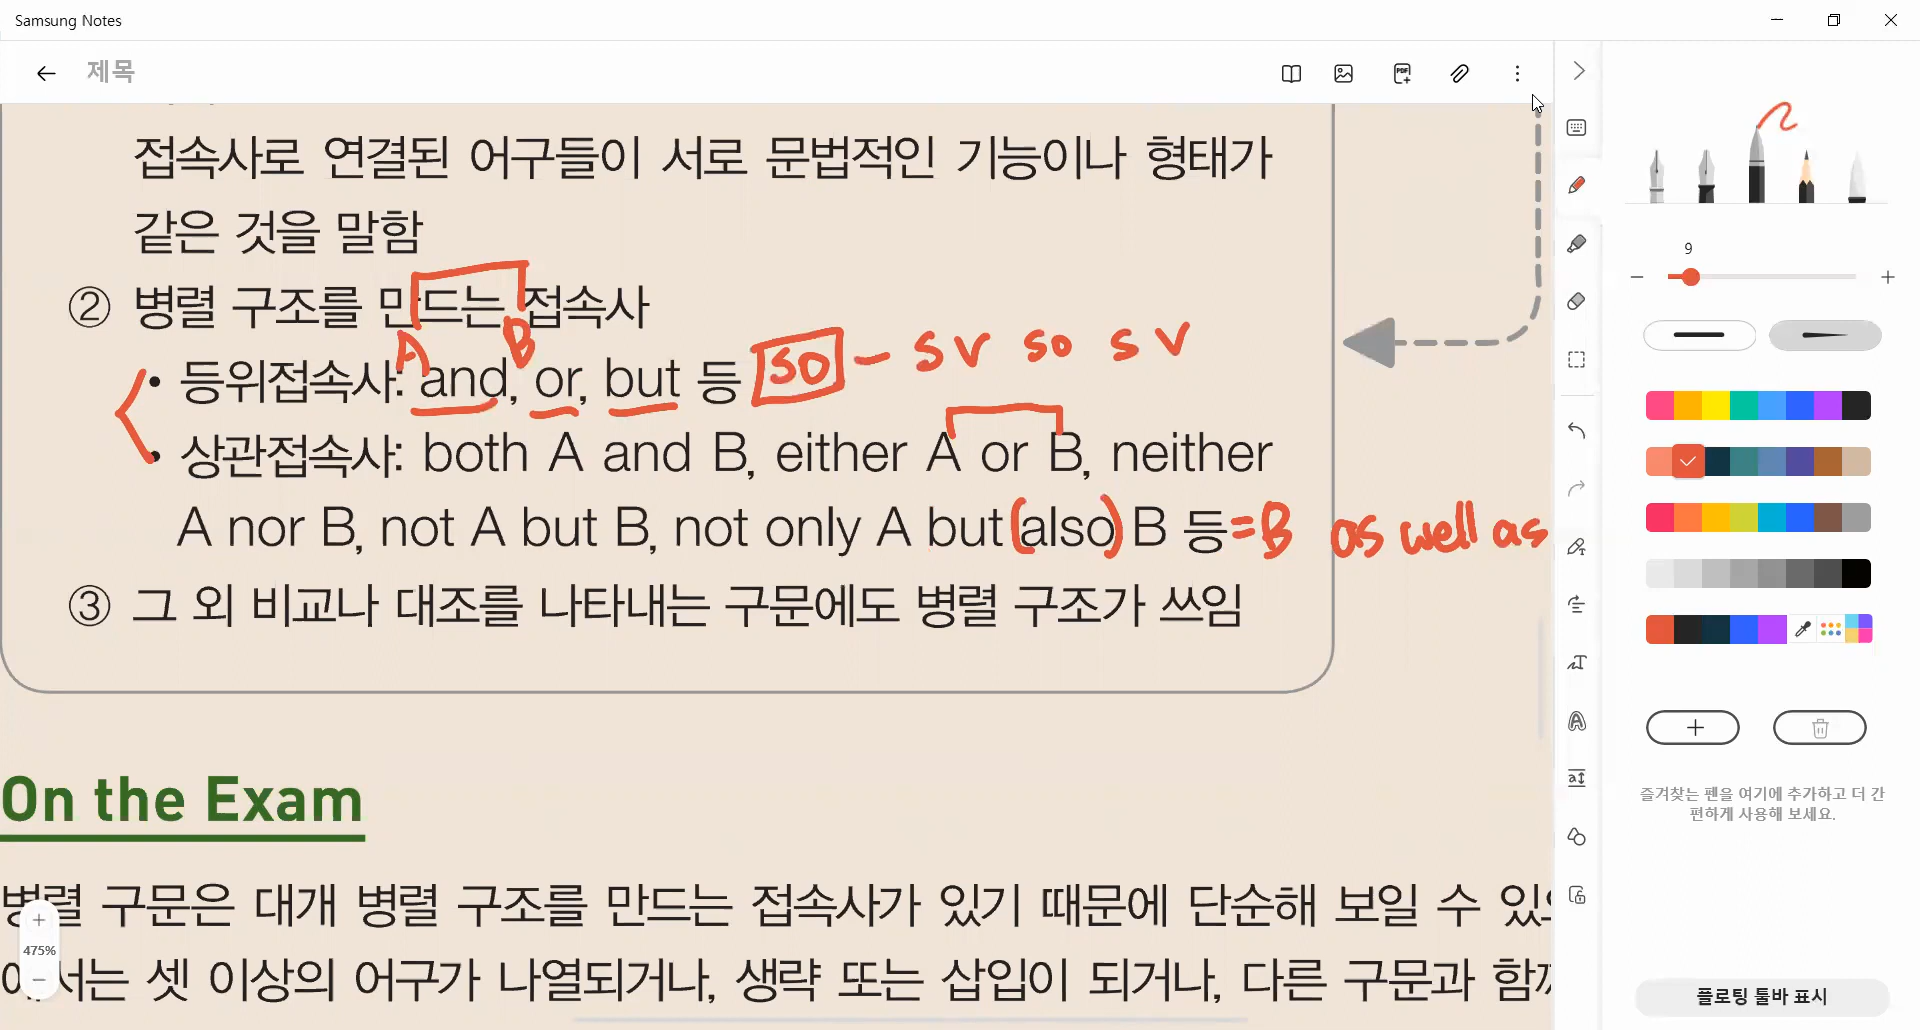 Samsung Notes
제목
접속사로 연결된 어구들이 서로 문법적인 기능이나 형태가
같은 것을 말함
② 병렬 구조를 만드는 접속사
A B
• 등위접속사: and, or, but 등 so - s v so s v
• 상관접속사: both A and B, either A or B, neither
A nor B, not A but B, not only A but (also) B 등 = B as well as
③ 그 외 비교나 대조를 나타내는 구문에도 병렬 구조가 쓰임
On the Exam
병렬 구문은 대개 병렬 구조를 만드는 접속사가 있기 때문에 단순해 보일 수
셋 이상의 어구가 나열되거나, 생략 또는 삽입이 되거나, 다른 구문과
475%
9
즐겨찾는 펜을 여기에 추가하고 더 간
편하게 사용해 보세요.
플로팅 툴바 표시